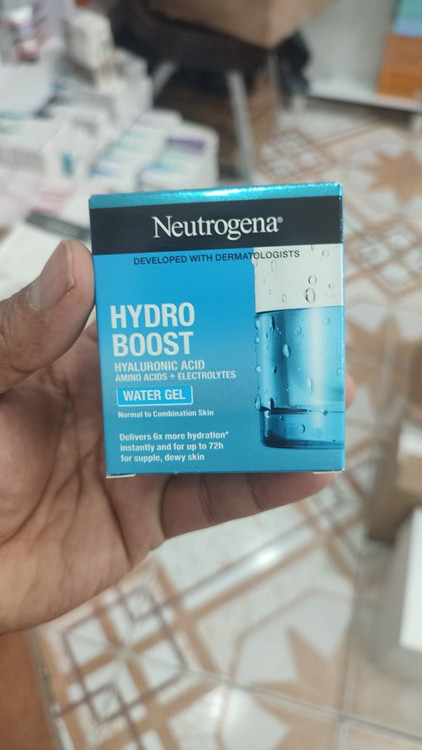 Neutrogena®
DEVELOPED WITH DERMATOLOGISTS
HYDRO
BOOST
HYALURONIC ACID
AMINO ACIDS + ELECTROLYTES
WATER GEL
Normal to Combination Skin
Delivers 6x more hydration*
instantly and for up to 72h
for supple, dewy skin